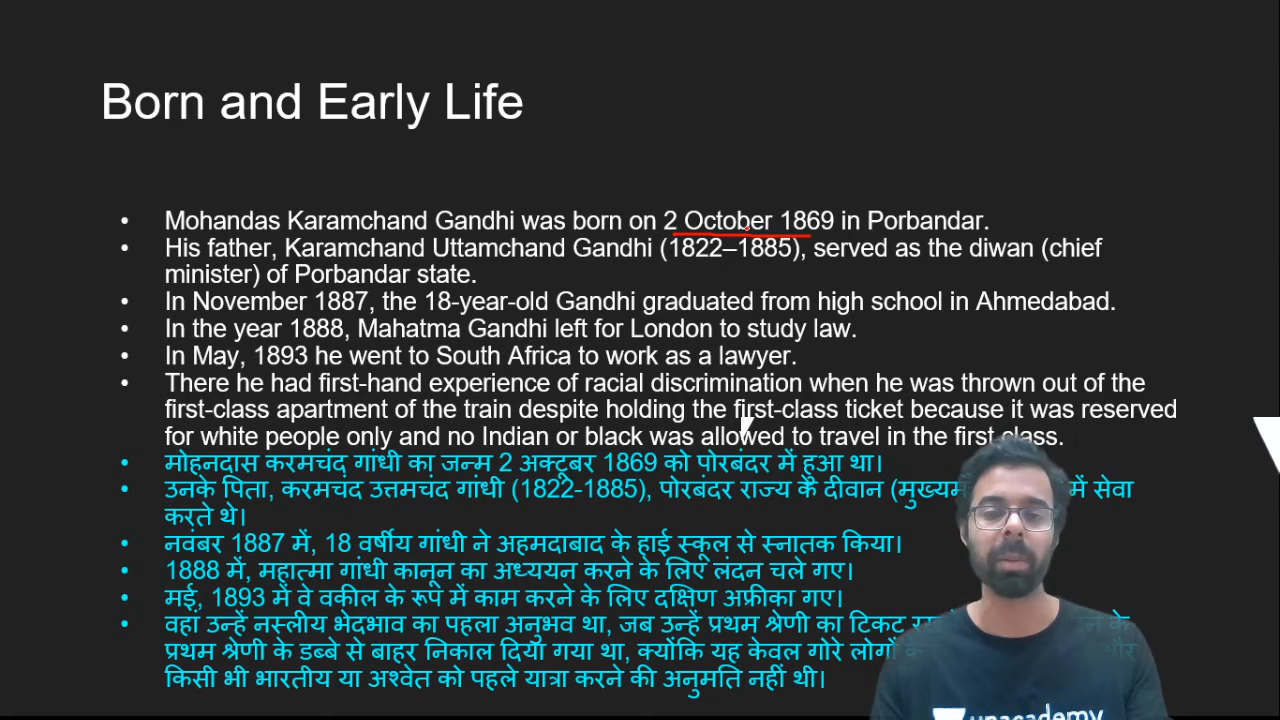 Born and Early Life
• Mohandas Karamchand Gandhi was born on 2 October 1869 in Porbandar.
• His father, Karamchand Uttamchand Gandhi (1822–1885), served as the diwan (chief
minister) of Porbandar state.
• In November 1887, the 18-year-old Gandhi graduated from high school in Ahmedabad.
• In the year 1888, Mahatma Gandhi left for London to study law.
• In May, 1893 he went to South Africa to work as a lawyer.
• There he had first-hand experience of racial discrimination when he was thrown out of the
first-class apartment of the train despite holding the first-class ticket because it was reserved
for white people only and no Indian or black was allowed to travel in the first class.
• मोहनदास करमचंद गांधी का जन्म 2 अक्टूबर 1869 को पोरबंदर में हुआ था।
• उनके पिता, करमचंद उत्तमचंद गांधी (1822-1885), पोरबंदर राज्य के दीवान में सेवा
करते थे।
• नवंबर 1887 में, 18 वर्षीय गांधी ने अहमदाबाद के हाई स्कूल से स्नातक किया।
• 1888 में, महात्मा गांधी कानून का अध्ययन करने के लिए लंदन चले गए।
• मई, 1893 में वे वकील के रूप में काम करने के लिए दक्षिण अफ्रीका गए।
• वहां उन्हें नस्लीय भेदभाव का पहला अनुभव था, जब उन्हें प्रथम श्रेणी का टिकट के
प्रथम श्रेणी के डब्बे से बाहर निकाल दिया गया था, क्योंकि यह केवल गोरे लोगों और
किसी भी भारतीय या अश्वेत को पहले यात्रा करने की अनुमति नहीं थी।
unacademy